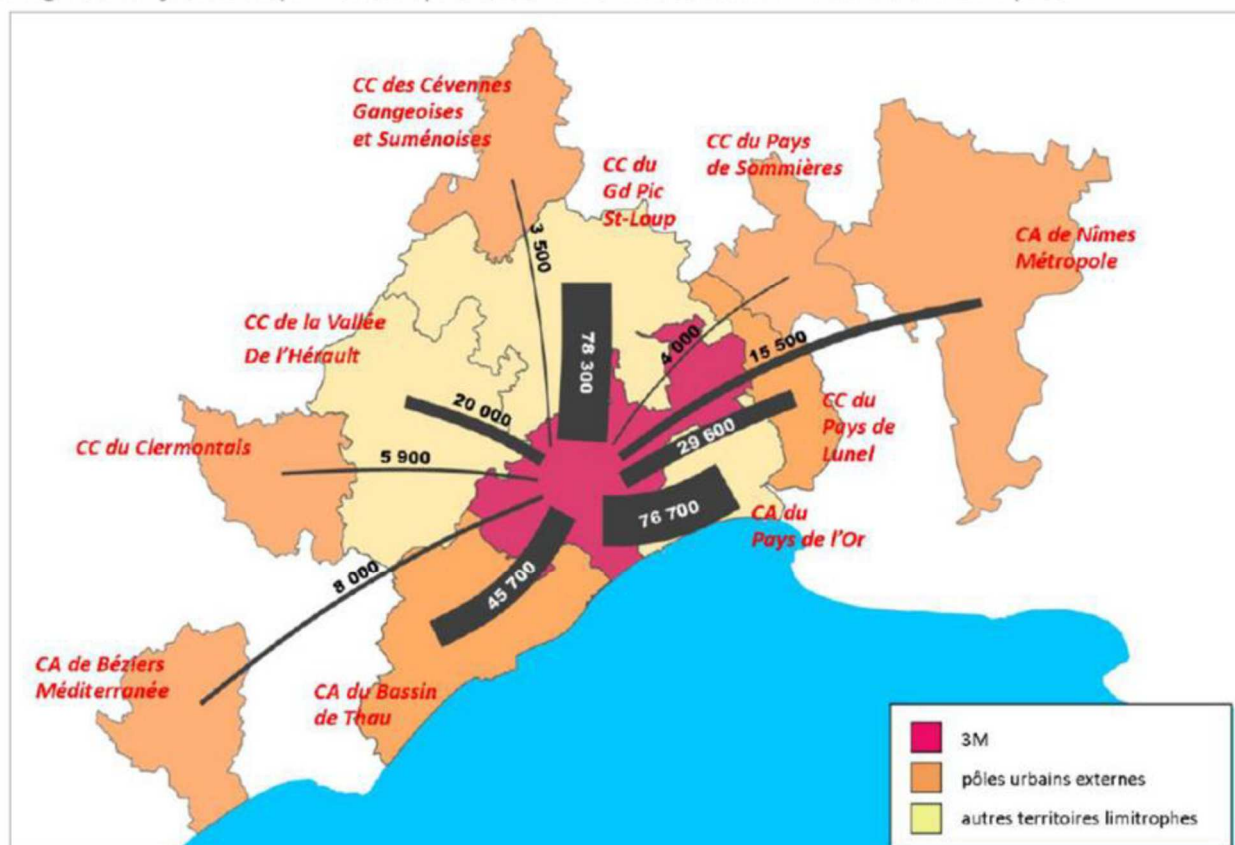 CC des Cévennes
Gangeoises
et Suménoises
CC du
Gd Pic
St-Loup
CC du Pays
de Sommières
CA de Nîmes
Métropole
3 500
78 300
4 000
15 500
CC de la Vallée
De l'Hérault
20 000
29 600
CC du
Pays de
Lunel
CC du Clermontais
5 900
76 700
CA du
Pays de l'Or
8 000
45 700
CA de Béziers
Méditerranée
CA du Bassin
de Thau
3M
pôles urbains externes
autres territoires limitrophes